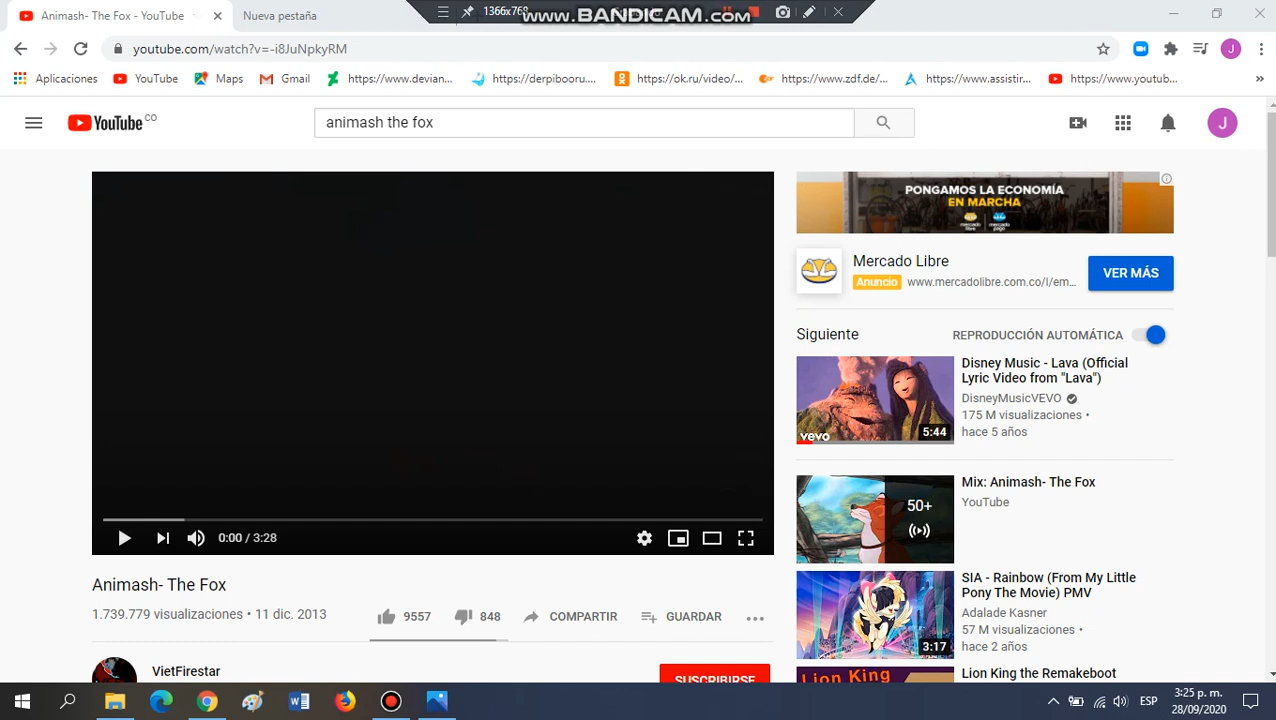 Animash- The Fox - YouTube
Nueva pestaña
1366x768
www.BANDICAM.com
youtube.com/watch?v=-i8JuNpkyRM
J
Aplicaciones
YouTube
Maps
Gmail
https://www.devian...
https://derpibooru....
https://ok.ru/video/...
https://www.zdf.de/...
https://www.assistir...
https://www.youtub...
»
YouTube CO
animash the fox
J
PONGAMOS LA ECONOMÍA
EN MARCHA
mercado libre
mercado pago
Mercado Libre
Anuncio www.mercadolibre.com.co/l/em...
VER MÁS
Siguiente
REPRODUCCIÓN AUTOMÁTICA
Disney Music - Lava (Official
Lyric Video from "Lava")
DisneyMusicVEVO
175 M visualizaciones •
hace 5 años
vevo
5:44
Mix: Animash- The Fox
YouTube
50+
SIA - Rainbow (From My Little
Pony The Movie) PMV
Adalade Kasner
57 M visualizaciones •
hace 2 años
3:17
Lion King the Remakeboot
Lion King
0:00 / 3:28
Animash- The Fox
1.739.779 visualizaciones • 11 dic. 2013
9557
848
COMPARTIR
GUARDAR
VietFirestar
SUSCRIBIRSE
ESP
3:25 p. m.
28/09/2020